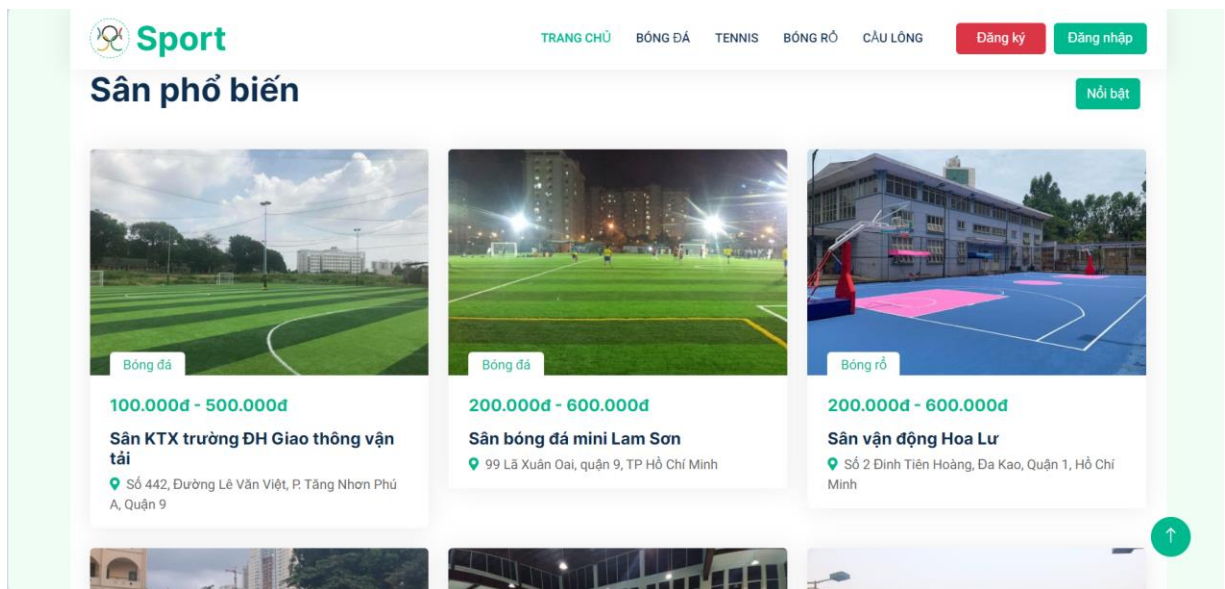 Sport
TRANG CHỦ BÓNG ĐÁ TENNIS BÓNG RỔ CẦU LÔNG Đăng ký Đăng nhập
Sân phổ biến
Nổi bật
Bóng đá
100.000đ - 500.000đ
Sân KTX trường ĐH Giao thông vận
tải
Số 442, Đường Lê Văn Việt, P. Tăng Nhơn Phú
A, Quận 9
Bóng đá
200.000đ - 600.000đ
Sân bóng đá mini Lam Sơn
99 Lã Xuân Oai, quận 9, TP Hồ Chí Minh
Bóng rổ
200.000đ - 600.000đ
Sân vận động Hoa Lư
Số 2 Đinh Tiên Hoàng, Đa Kao, Quận 1, Hồ Chí
Minh